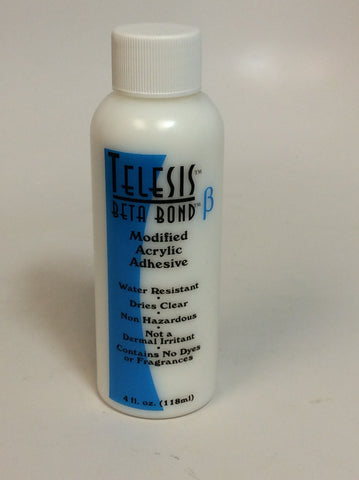 TELESIS™
BETA BOND™ β
Modified
Acrylic
Adhesive
Water Resistant
•
Dries Clear
•
Non Hazardous
•
Not a
Dermal Irritant
•
Contains No Dyes
or Fragrances
4 fl. oz. (118ml)